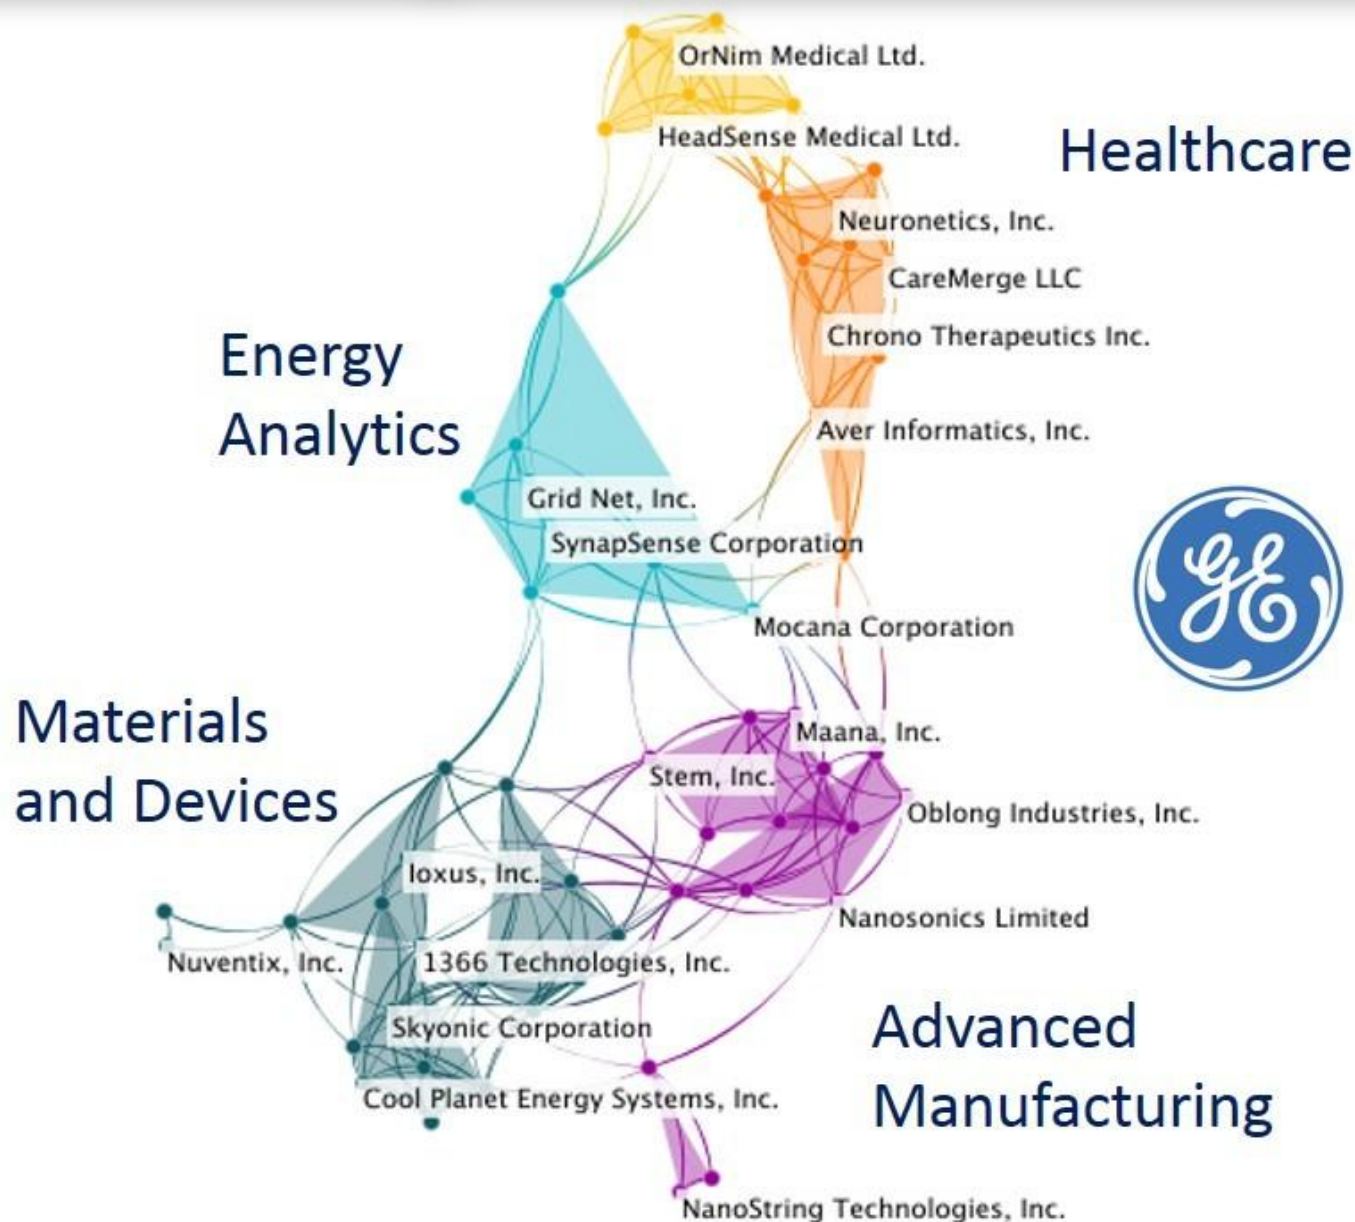 OrNim Medical Ltd.
HeadSense Medical Ltd.
Healthcare
Neuronetics, Inc.
CareMerge LLC
Chrono Therapeutics Inc.
Energy
Analytics
Aver Informatics, Inc.
Grid Net, Inc.
SynapSense Corporation
GE
Mocana Corporation
Materials
and Devices
Maana, Inc.
Stem, Inc.
Oblong Industries, Inc.
Ioxus, Inc.
Nanosonics Limited
Nuventix, Inc.
1366 Technologies, Inc.
Skyonic Corporation
Advanced
Manufacturing
Cool Planet Energy Systems, Inc.
NanoString Technologies, Inc.